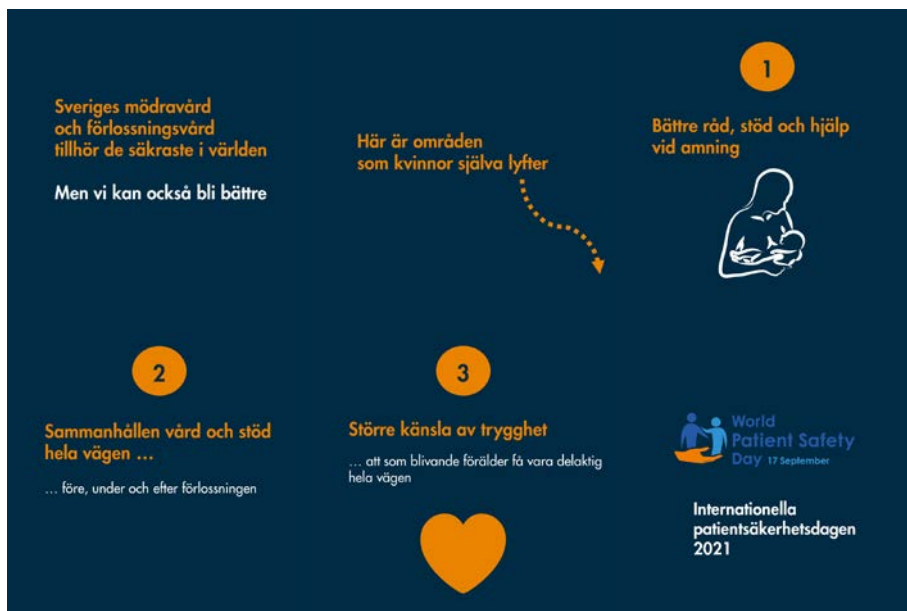 Sveriges mödravård
och förlossningsvård
tillhör de säkraste i världen
Men vi kan också bli bättre
Här är områden
som kvinnor själva lyfter
1
Bättre råd, stöd och hjälp
vid amning
2
Sammanhållen vård och stöd
hela vägen …
… före, under och efter förlossningen
3
Större känsla av trygghet
… att som blivande förälder få vara delaktig
hela vägen
World
Patient Safety
Day 17 September
Internationella
patientsäkerhetsdagen
2021